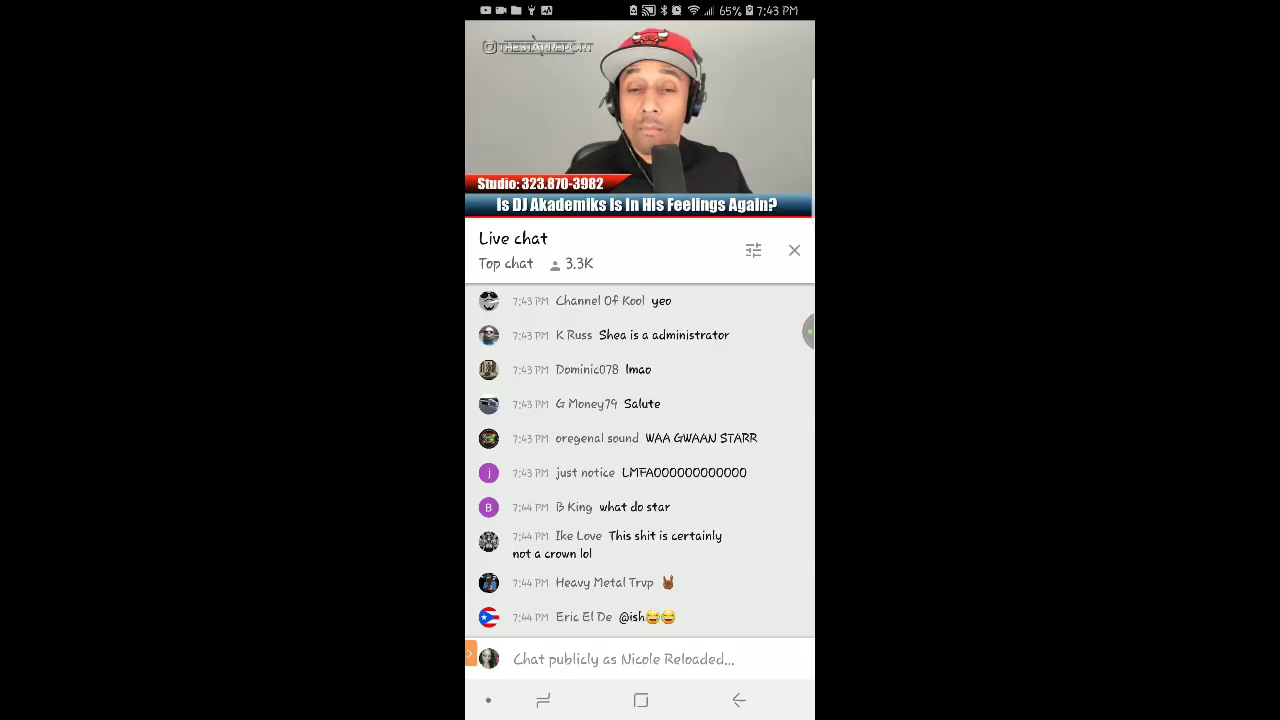 65% 7:43 PM
THESTARREPORT
Studio: 323.870-3982
Is DJ Akademiks Is In His Feelings Again?
Live chat
Top chat 3.3K
7:43 PM Channel Of Kool yeo
7:43 PM K Russ Shea is a administrator
7:43 PM Dominic078 lmao
7:43 PM G Money79 Salute
7:43 PM oregenal sound WAA GWAAN STARR
j 7:43 PM just notice LMFAOOOOOOOOOOOO
B 7:44 PM B King what do star
7:44 PM Ike Love This shit is certainly
not a crown lol
7:44 PM Heavy Metal Trvp 🤘🏾
7:44 PM Eric El De @ish😂😂
Chat publicly as Nicole Reloaded...